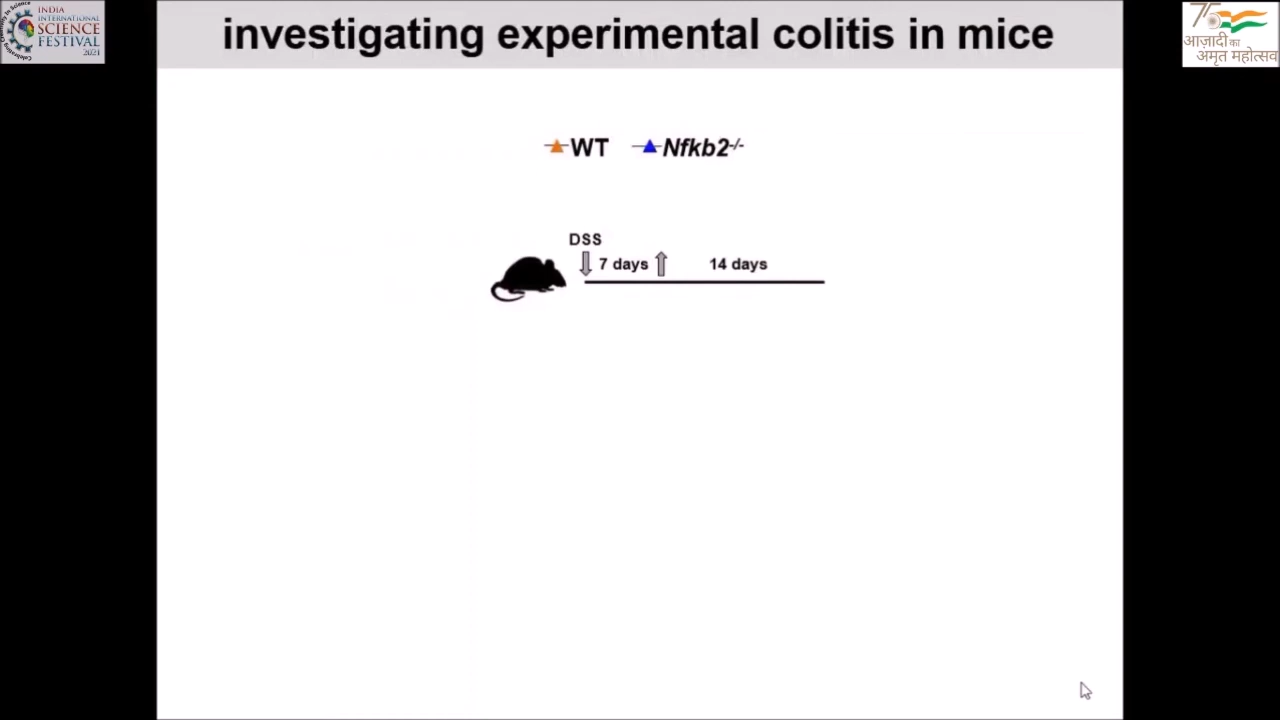 INDIA
INTERNATIONAL
SCIENCE
FESTIVAL
2021
75
आज़ादी का
अमृत महोत्सव
investigating experimental colitis in mice
WT Nfkb2-/-
DSS
7 days 14 days